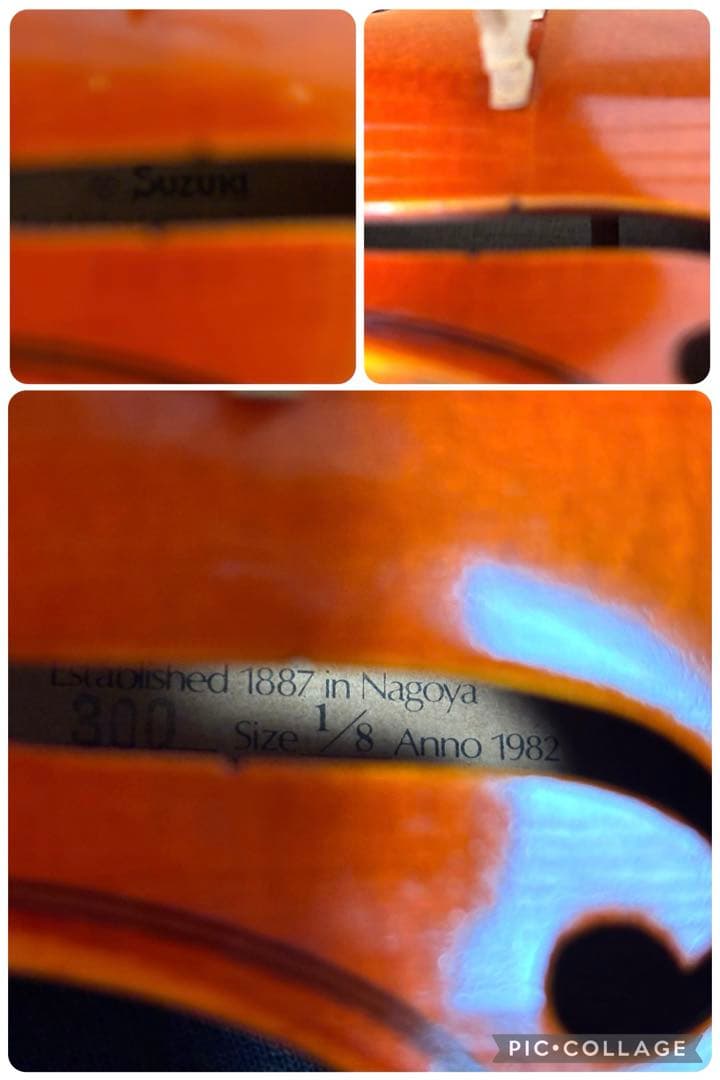 SUZUKI
Established 1887 in Nagoya
300 Size 1/8 Anno 1982
PIC•COLLAGE